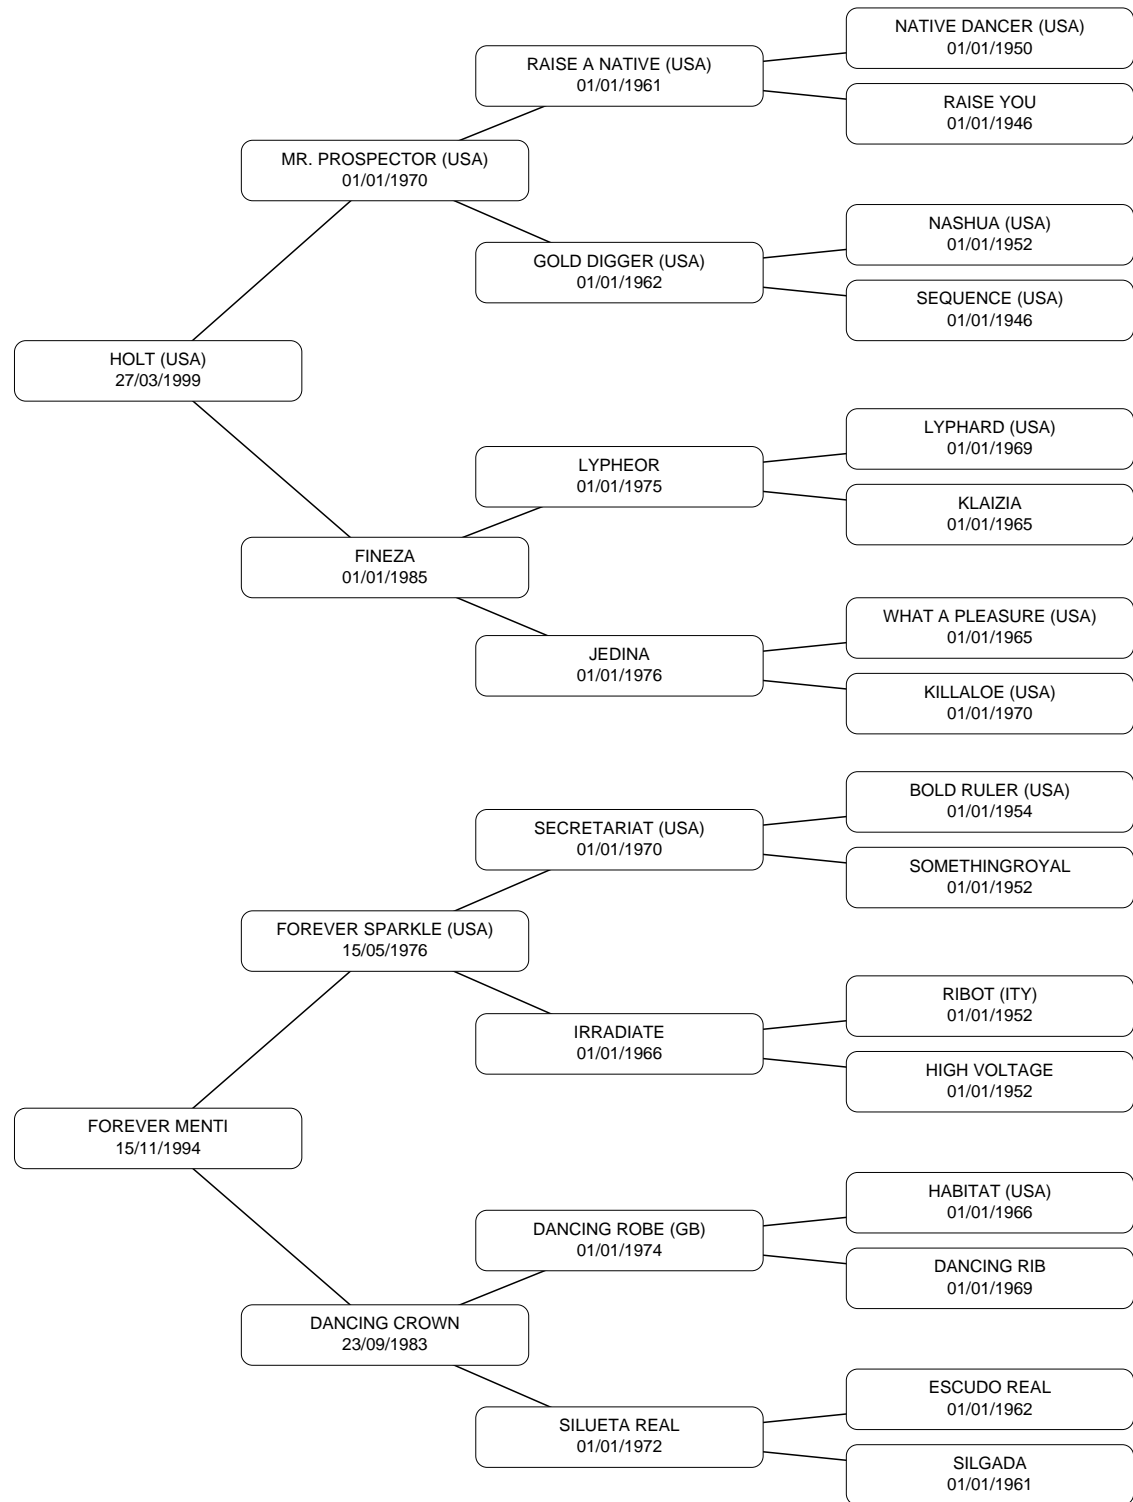 NATIVE DANCER (USA)
01/01/1950
RAISE A NATIVE (USA)
01/01/1961
RAISE YOU
01/01/1946
MR. PROSPECTOR (USA)
01/01/1970
NASHUA (USA)
01/01/1952
GOLD DIGGER (USA)
01/01/1962
SEQUENCE (USA)
01/01/1946
HOLT (USA)
27/03/1999
LYPHARD (USA)
01/01/1969
LYPHEOR
01/01/1975
KLAIZIA
01/01/1965
FINEZA
01/01/1985
WHAT A PLEASURE (USA)
01/01/1965
JEDINA
01/01/1976
KILLALOE (USA)
01/01/1970
BOLD RULER (USA)
01/01/1954
SECRETARIAT (USA)
01/01/1970
SOMETHINGROYAL
01/01/1952
FOREVER SPARKLE (USA)
15/05/1976
RIBOT (ITY)
01/01/1952
IRRADIATE
01/01/1966
HIGH VOLTAGE
01/01/1952
FOREVER MENTI
15/11/1994
HABITAT (USA)
01/01/1966
DANCING ROBE (GB)
01/01/1974
DANCING RIB
01/01/1969
DANCING CROWN
23/09/1983
ESCUDO REAL
01/01/1962
SILUETA REAL
01/01/1972
SILGADA
01/01/1961